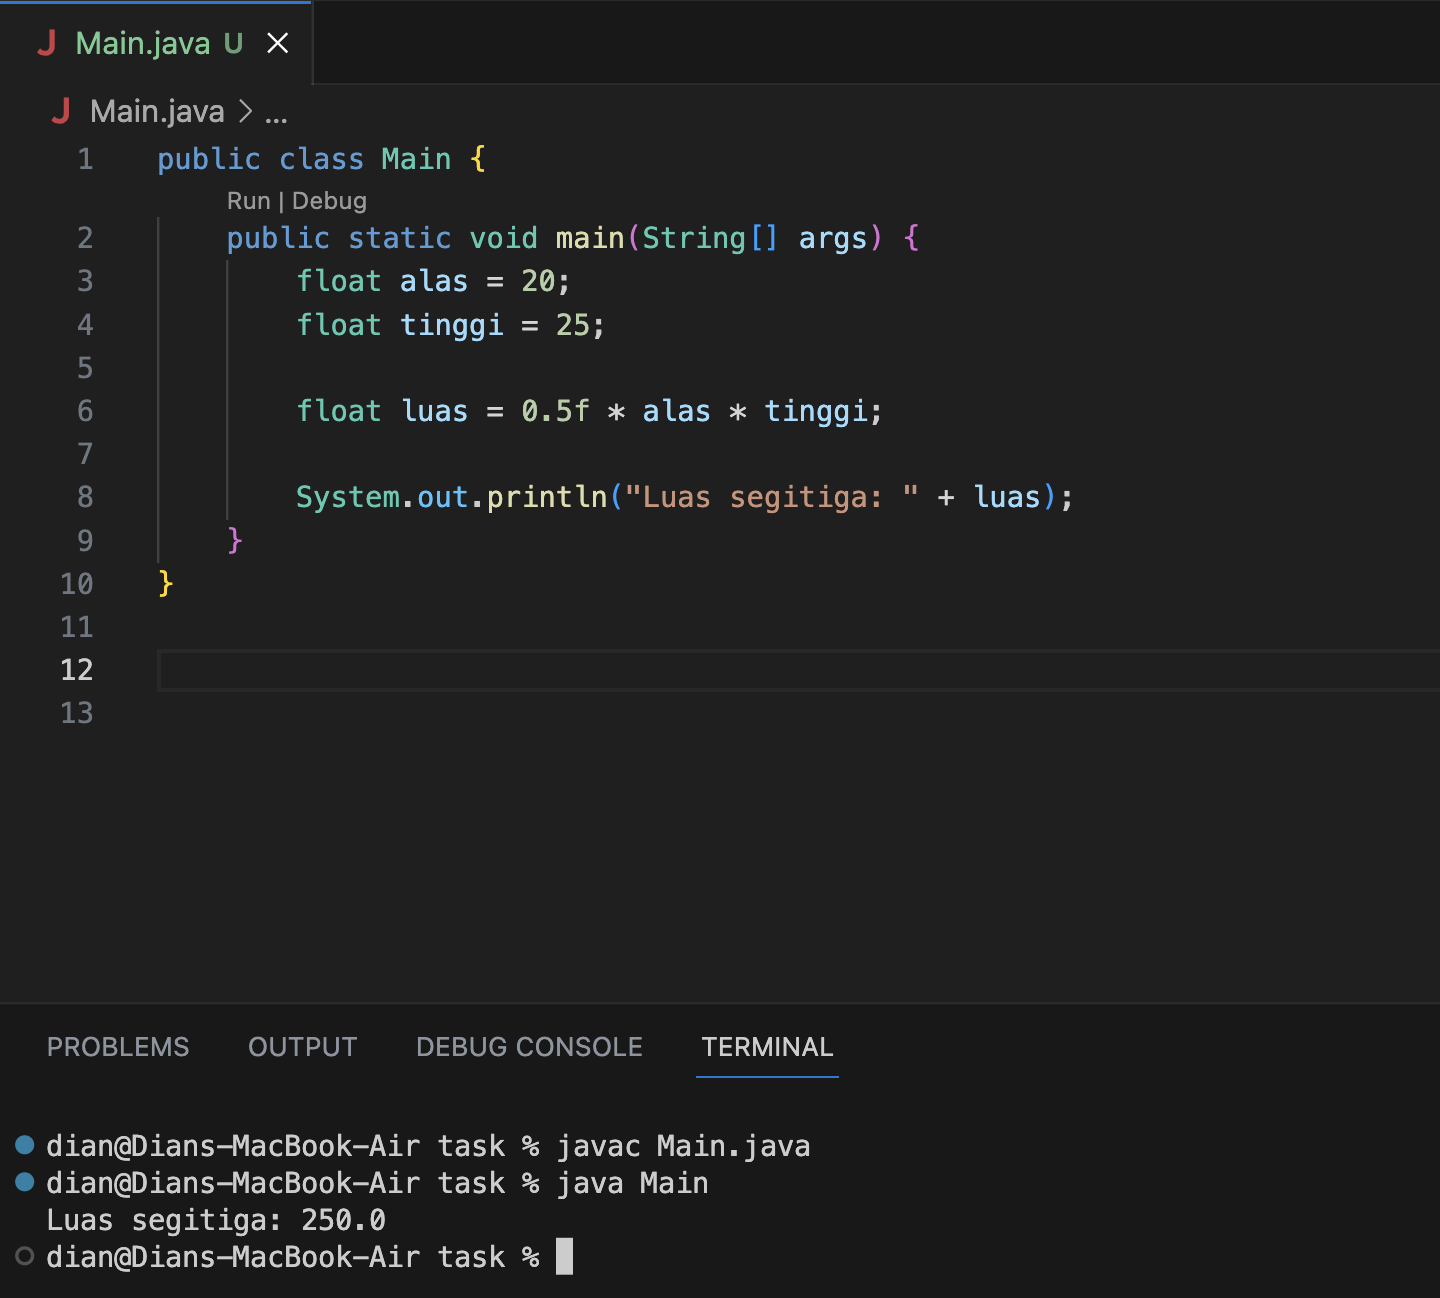 Main.java U
Main.java > ...
1 public class Main {
Run | Debug
2 public static void main(String[] args) {
3 float alas = 20;
4 float tinggi = 25;
5
6 float luas = 0.5f * alas * tinggi;
7
8 System.out.println("Luas segitiga: " + luas);
9 }
10 }
11
12
13
PROBLEMS OUTPUT DEBUG CONSOLE TERMINAL
dian@Dians-MacBook-Air task % javac Main.java
dian@Dians-MacBook-Air task % java Main
Luas segitiga: 250.0
dian@Dians-MacBook-Air task %